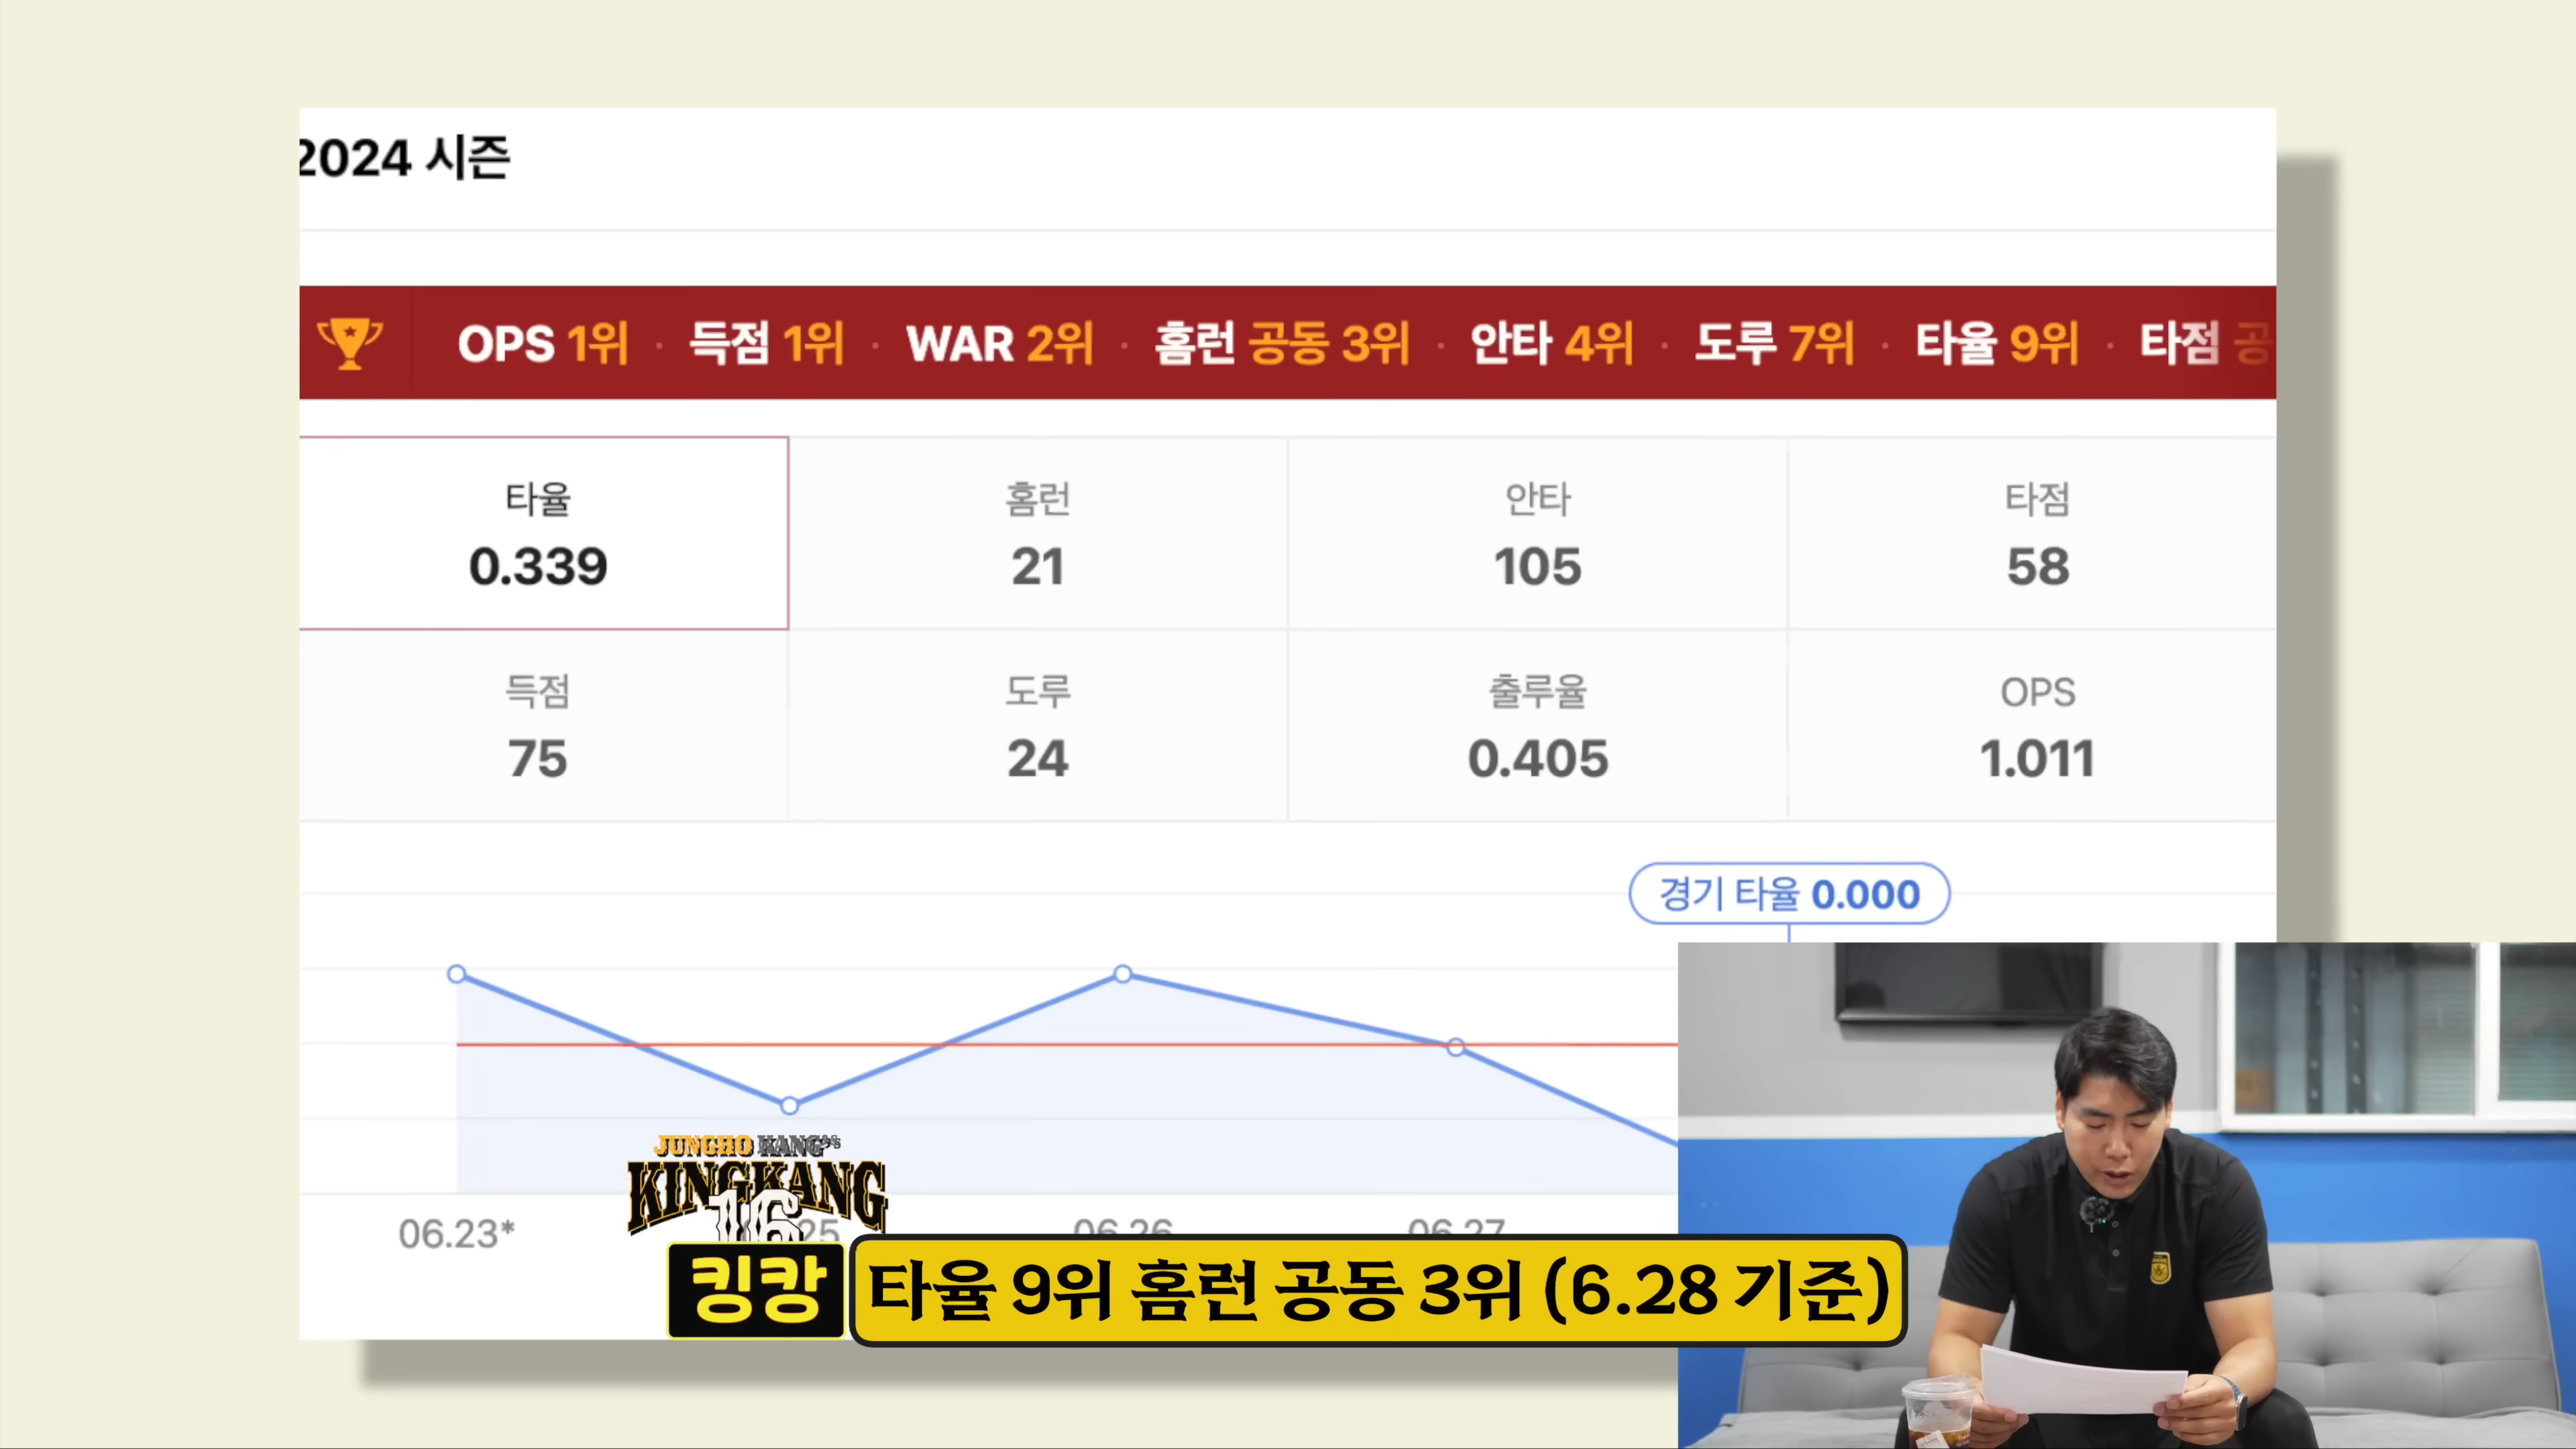 2024 시즌
OPS 1위 · 득점 1위 · WAR 2위 · 홈런 공동 3위 · 안타 4위 · 도루 7위 · 타율 9위 · 타점 공
타율 홈런 안타 타점
0.339 21 105 58
득점 도루 출루율 OPS
75 24 0.405 1.011
경기 타율 0.000
JUNGHO KANG's
KINGKANG
16
06.23* 25 06.26 06.27
킹캉 타율 9위 홈런 공동 3위 (6.28 기준)